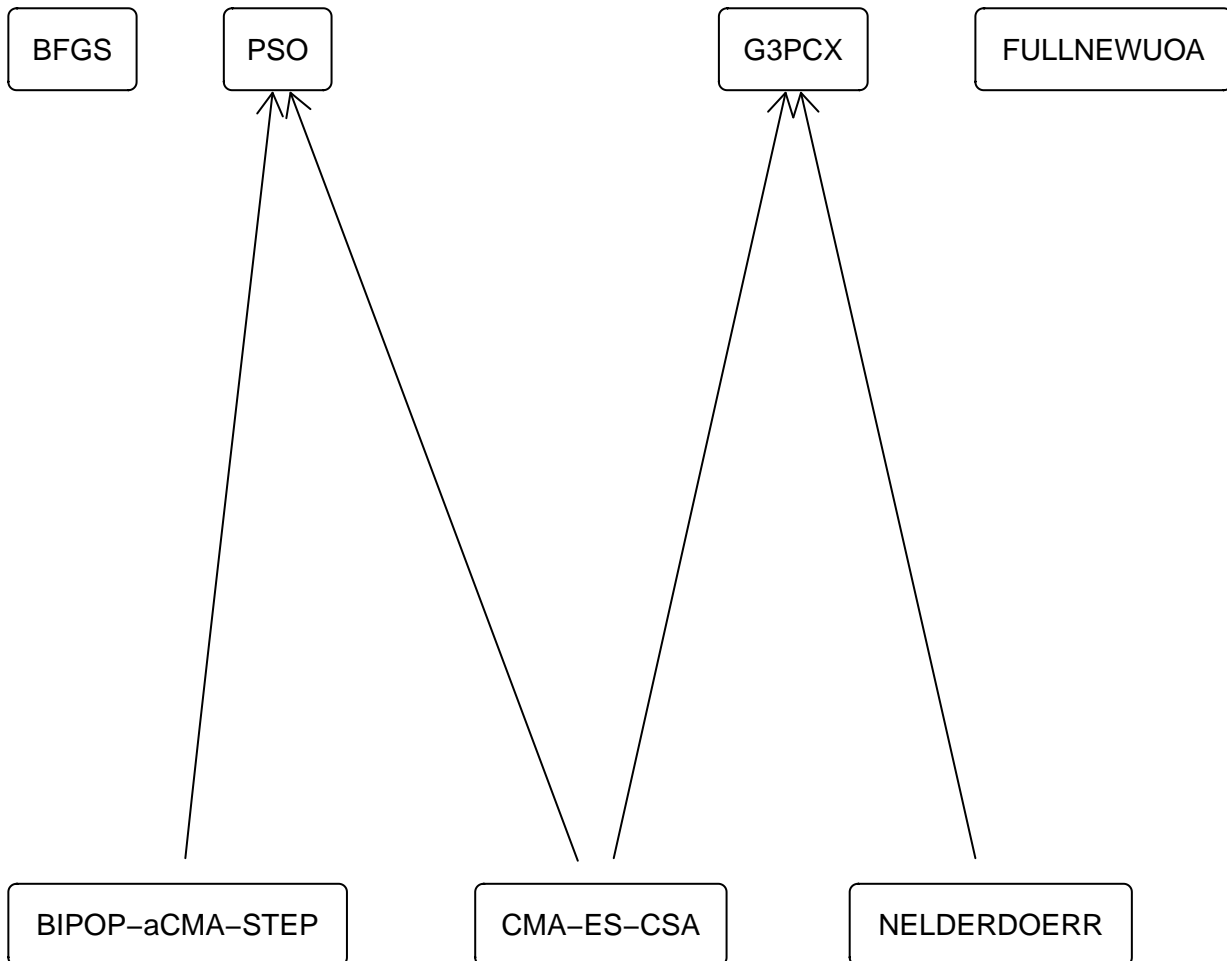 BFGS
PSO
G3PCX
FULLNEWUOA
BIPOP−aCMA−STEP
CMA−ES−CSA
NELDERDOERR